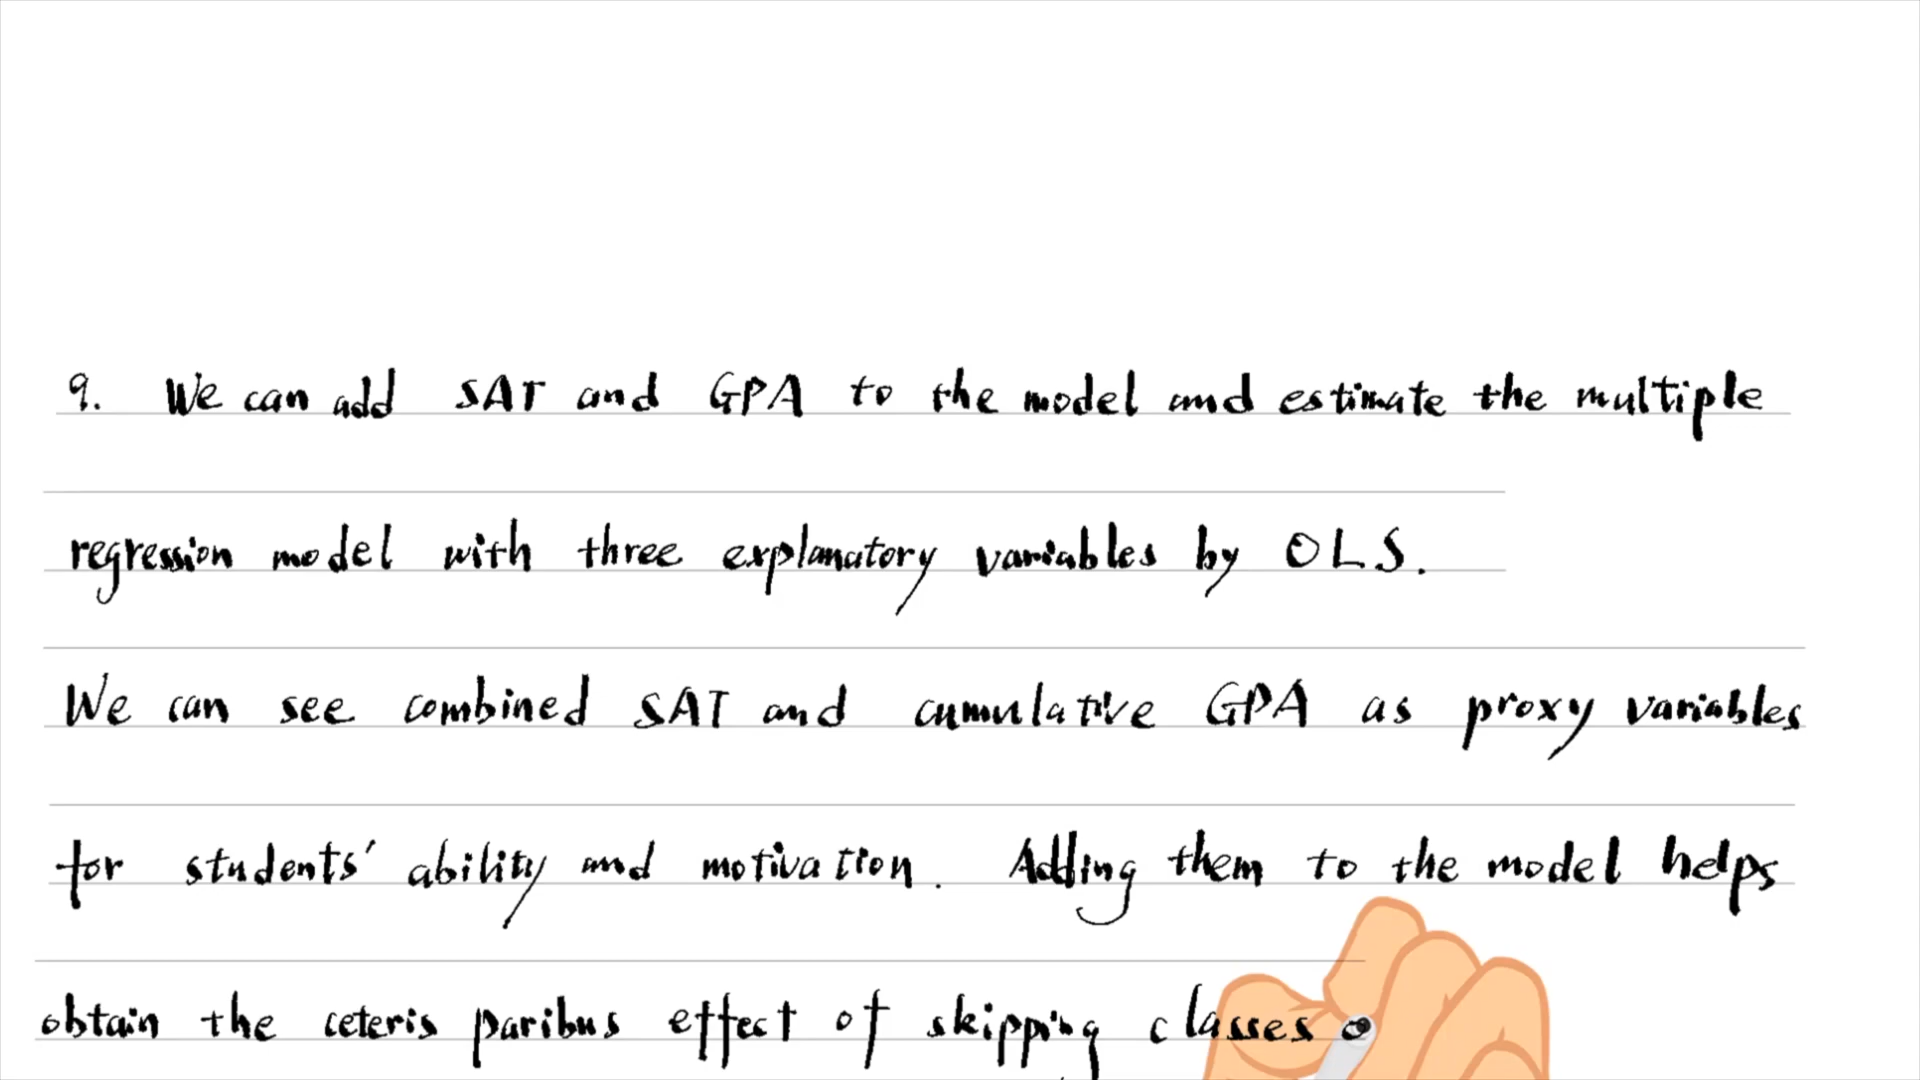 9. We can add SAT and GPA to the model and estimate the multiple
regression model with three explanatory variables by OLS.
We can see combined SAT and cumulative GPA as proxy variables
for students' ability and motivation. Adding them to the model helps
obtain the ceteris paribus effect of skipping classes o